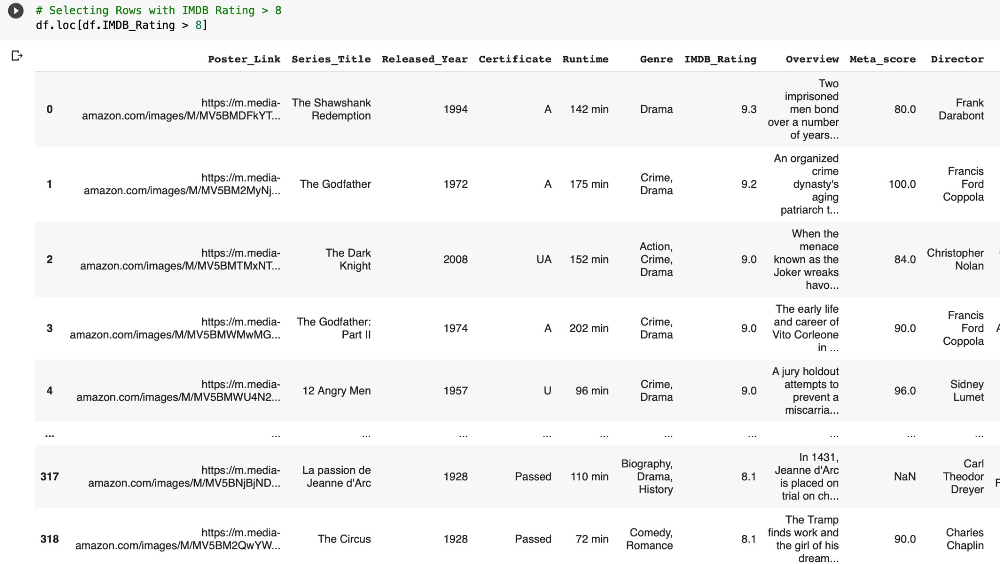 # Selecting Rows with IMDB Rating > 8
df.loc[df.IMDB_Rating > 8]
Poster_Link Series_Title Released_Year Certificate Runtime Genre IMDB_Rating Overview Meta_score Director
0 https://m.media-amazon.com/images/M/MV5BMDFkYT... The Shawshank Redemption 1994 A 142 min Drama 9.3 Two imprisoned men bond over a number of years... 80.0 Frank Darabont
1 https://m.media-amazon.com/images/M/MV5BM2MyNj... The Godfather 1972 A 175 min Crime, Drama 9.2 An organized crime dynasty's aging patriarch t... 100.0 Francis Ford Coppola
2 https://m.media-amazon.com/images/M/MV5BMTMxNT... The Dark Knight 2008 UA 152 min Action, Crime, Drama 9.0 When the menace known as the Joker wreaks havo... 84.0 Christopher Nolan
3 https://m.media-amazon.com/images/M/MV5BMWMwMG... The Godfather: Part II 1974 A 202 min Crime, Drama 9.0 The early life and career of Vito Corleone in ... 90.0 Francis Ford Coppola
4 https://m.media-amazon.com/images/M/MV5BMWU4N2... 12 Angry Men 1957 U 96 min Crime, Drama 9.0 A jury holdout attempts to prevent a miscarria... 96.0 Sidney Lumet
... ... ... ... ... ... ... ... ... ... ...
317 https://m.media-amazon.com/images/M/MV5BNjBjND... La passion de Jeanne d'Arc 1928 Passed 110 min Biography, Drama, History 8.1 In 1431, Jeanne d'Arc is placed on trial on ch... NaN Carl Theodor Dreyer
318 https://m.media-amazon.com/images/M/MV5BM2QwYW... The Circus 1928 Passed 72 min Comedy, Romance 8.1 The Tramp finds work and the girl of his dream... 90.0 Charles Chaplin